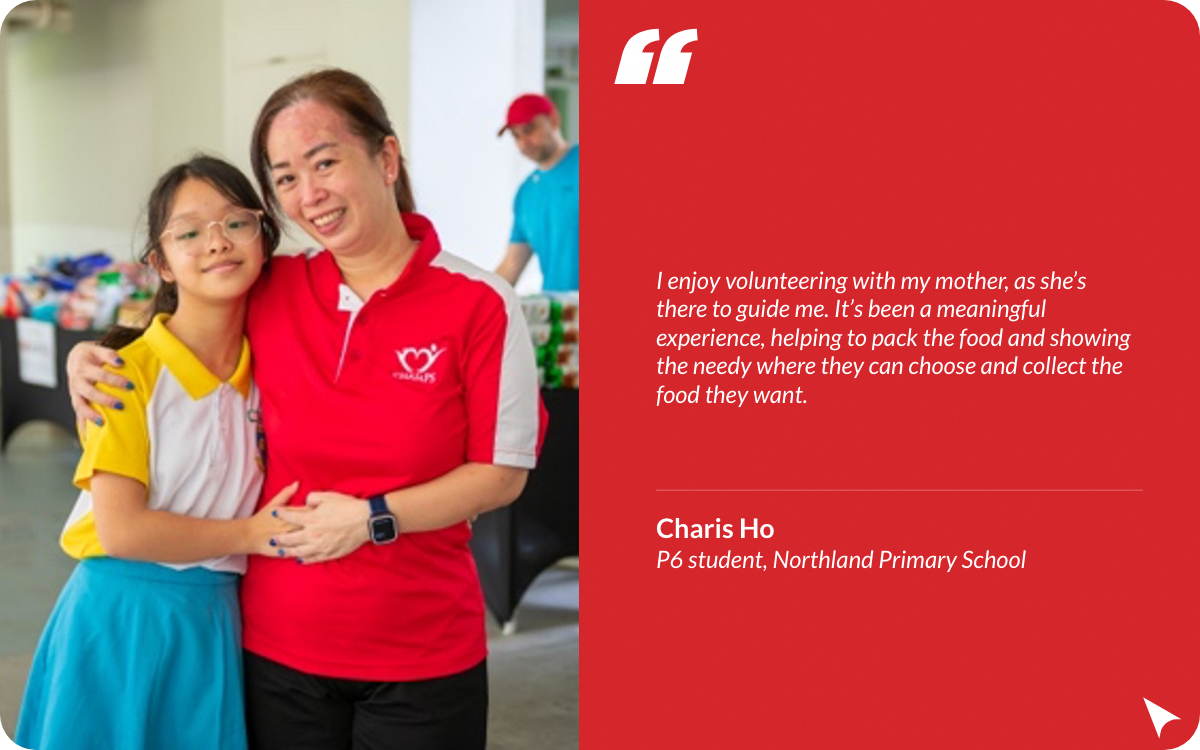 “
I enjoy volunteering with my mother, as she’s
there to guide me. It’s been a meaningful
experience, helping to pack the food and showing
the needy where they can choose and collect the
food they want.
Charis Ho
P6 student, Northland Primary School
CHAMPS